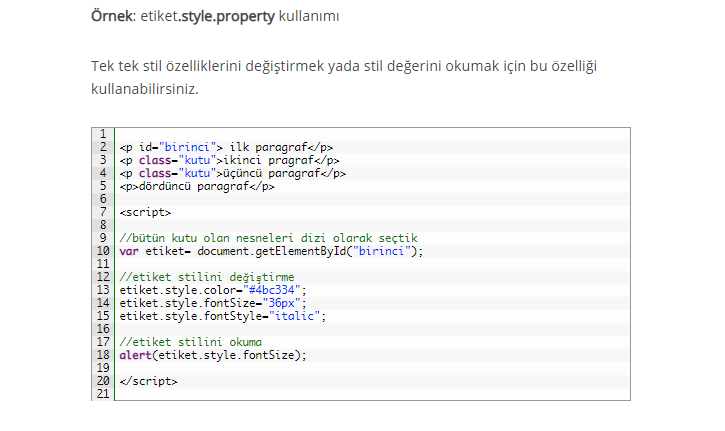 Örnek: etiket.style.property kullanımı
Tek tek stil özelliklerini değiştirmek yada stil değerini okumak için bu özelliği
kullanabilirsiniz.
1
2 <p id="birinci"> ilk paragraf</p>
3 <p class="kutu">ikinci pragraf</p>
4 <p class="kutu">üçüncü paragraf</p>
5 <p>dördüncü paragraf</p>
6
7 <script>
8
9 //bütün kutu olan nesneleri dizi olarak seçtik
10 var etiket= document.getElementById("birinci");
11
12 //etiket stilini değiştirme
13 etiket.style.color="#4bc334";
14 etiket.style.fontSize="36px";
15 etiket.style.fontStyle="italic";
16
17 //etiket stilini okuma
18 alert(etiket.style.fontSize);
19
20 </script>
21